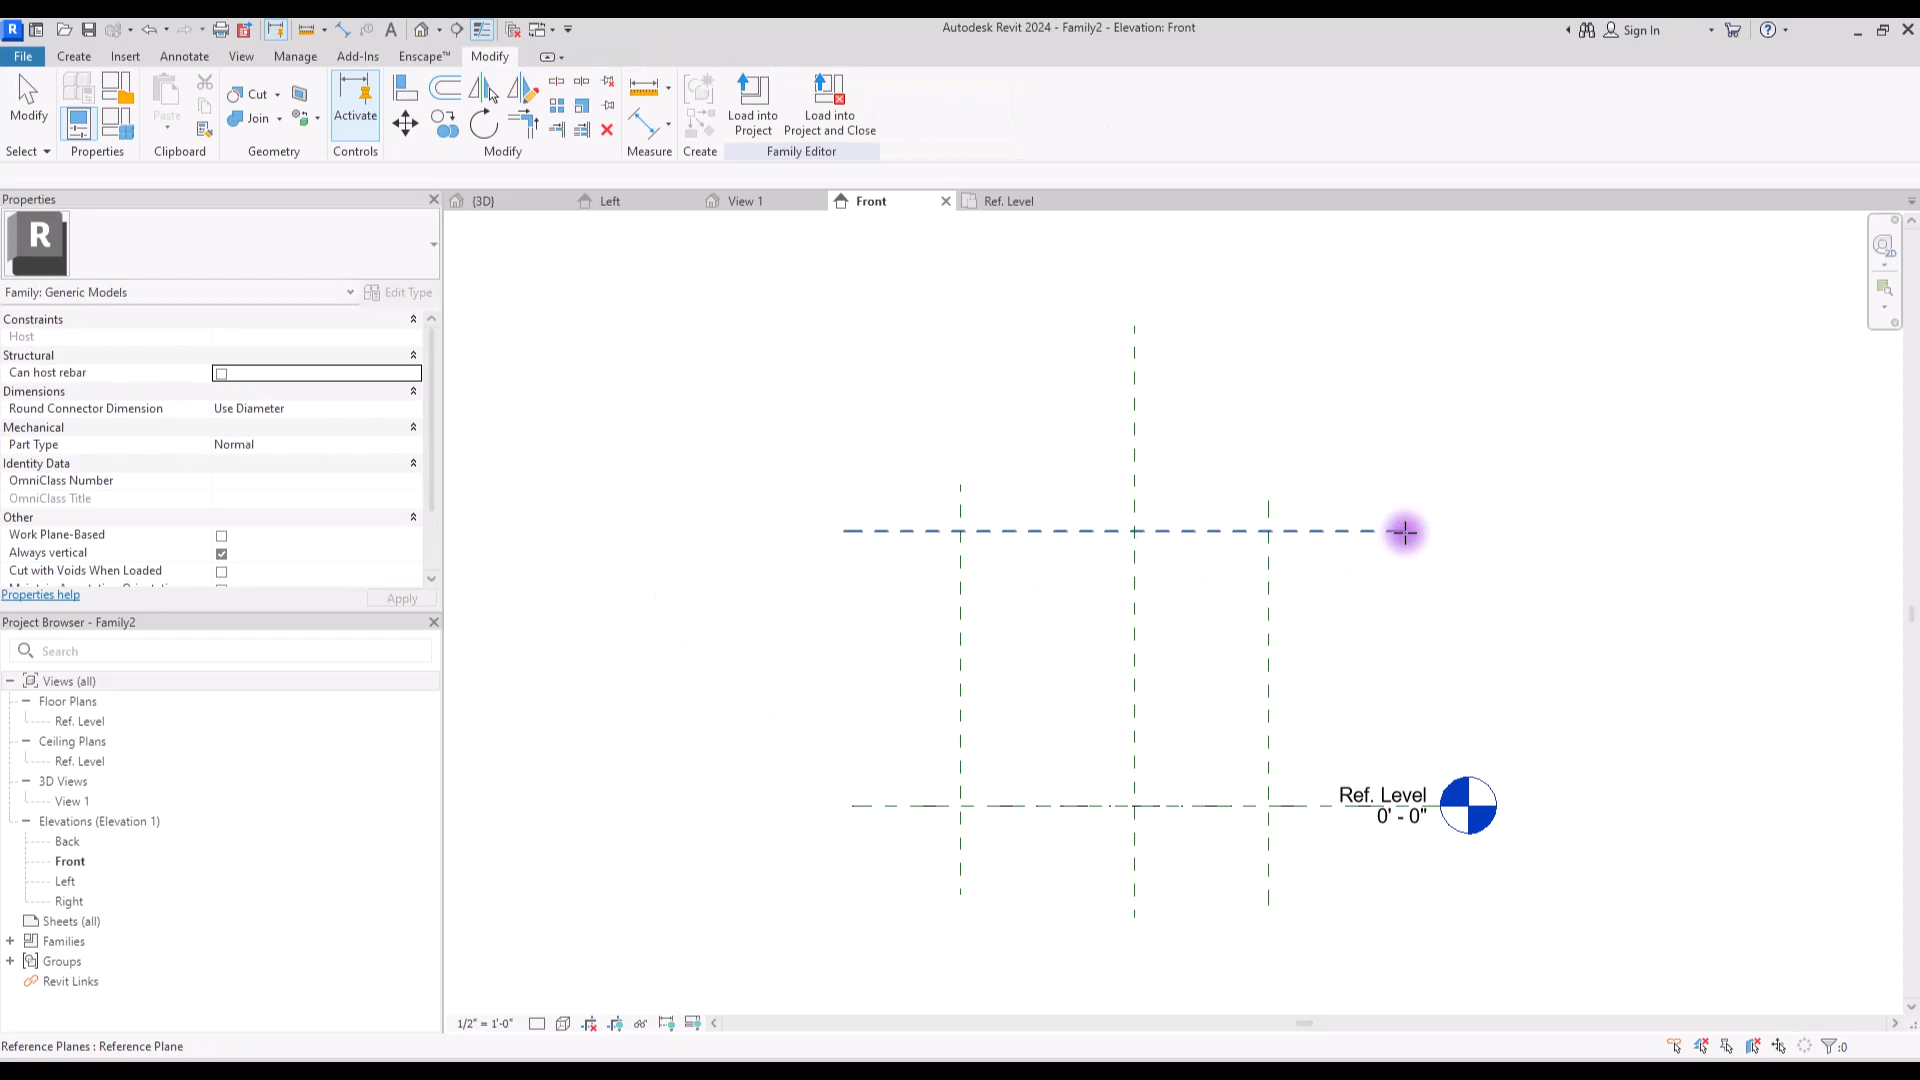 Autodesk Revit 2024 - Family2 - Elevation: Front
Sign In
File Create Insert Annotate View Manage Add-Ins Enscape™ Modify
Modify
Paste
Cut
Join
Activate
Load into
Project
Load into
Project and Close
Select Properties Clipboard Geometry Controls Modify Measure Create Family Editor
Properties
{3D} Left View 1 Front Ref. Level
R
2D
Family: Generic Models
Edit Type
Constraints
Host
Structural
Can host rebar
Dimensions
Round Connector Dimension Use Diameter
Mechanical
Part Type Normal
Identity Data
OmniClass Number
OmniClass Title
Other
Work Plane-Based
Always vertical
Cut with Voids When Loaded
Properties help
Apply
Project Browser - Family2
Search
Views (all)
Floor Plans
Ref. Level
Ceiling Plans
Ref. Level
3D Views
View 1
Elevations (Elevation 1)
Back
Front
Left
Right
Sheets (all)
Families
Groups
Revit Links
Ref. Level
0' - 0"
1/2" = 1'-0"
Reference Planes : Reference Plane
:0